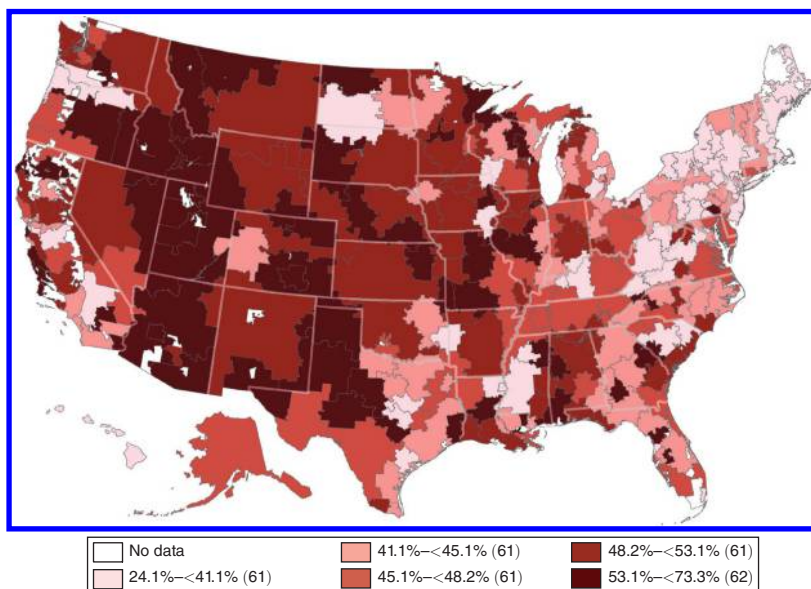 No data 41.1%–<45.1% (61) 48.2%–<53.1% (61)
24.1%–<41.1% (61) 45.1%–<48.2% (61) 53.1%–<73.3% (62)